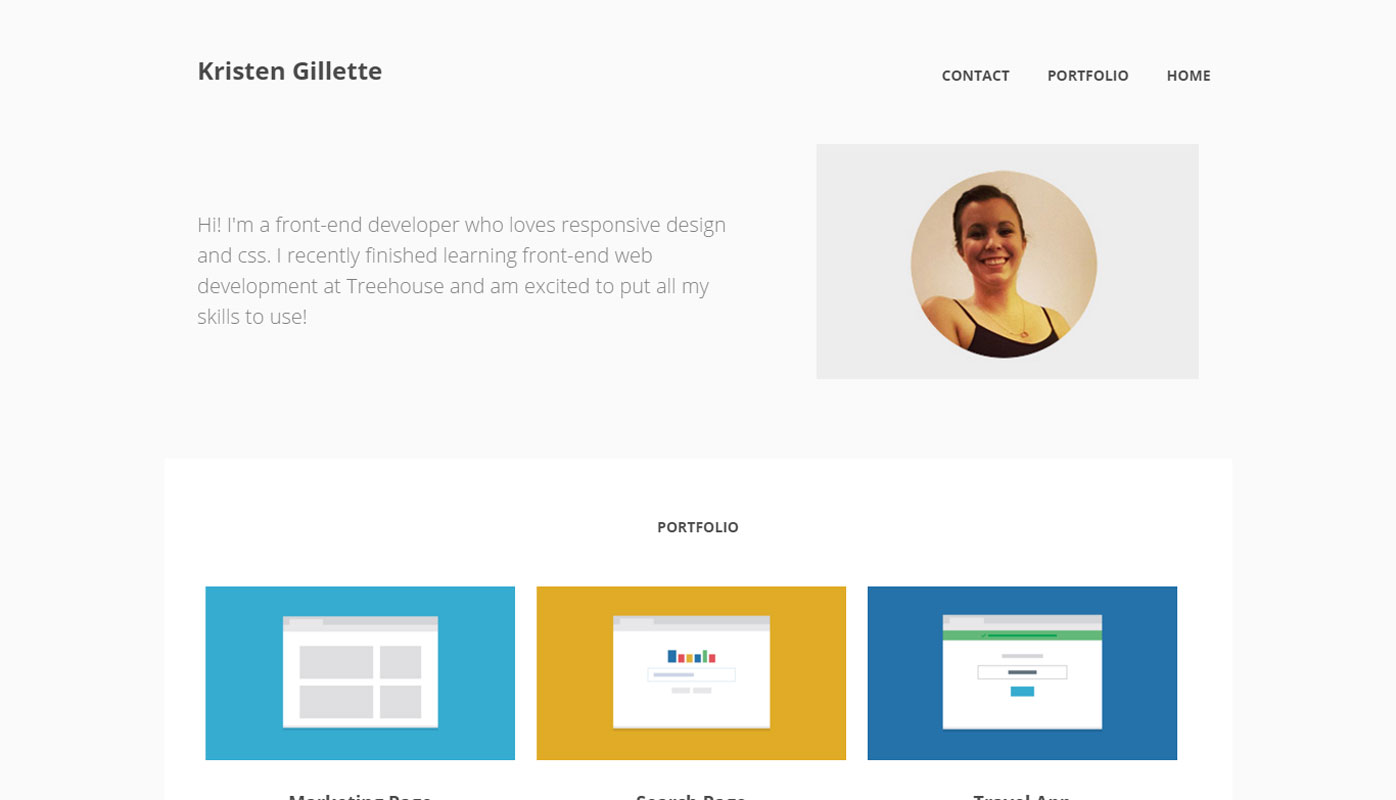 Kristen Gillette
CONTACT PORTFOLIO HOME
Hi! I'm a front-end developer who loves responsive design
and css. I recently finished learning front-end web
development at Treehouse and am excited to put all my
skills to use!
PORTFOLIO
Marketing Page Search Page Travel App